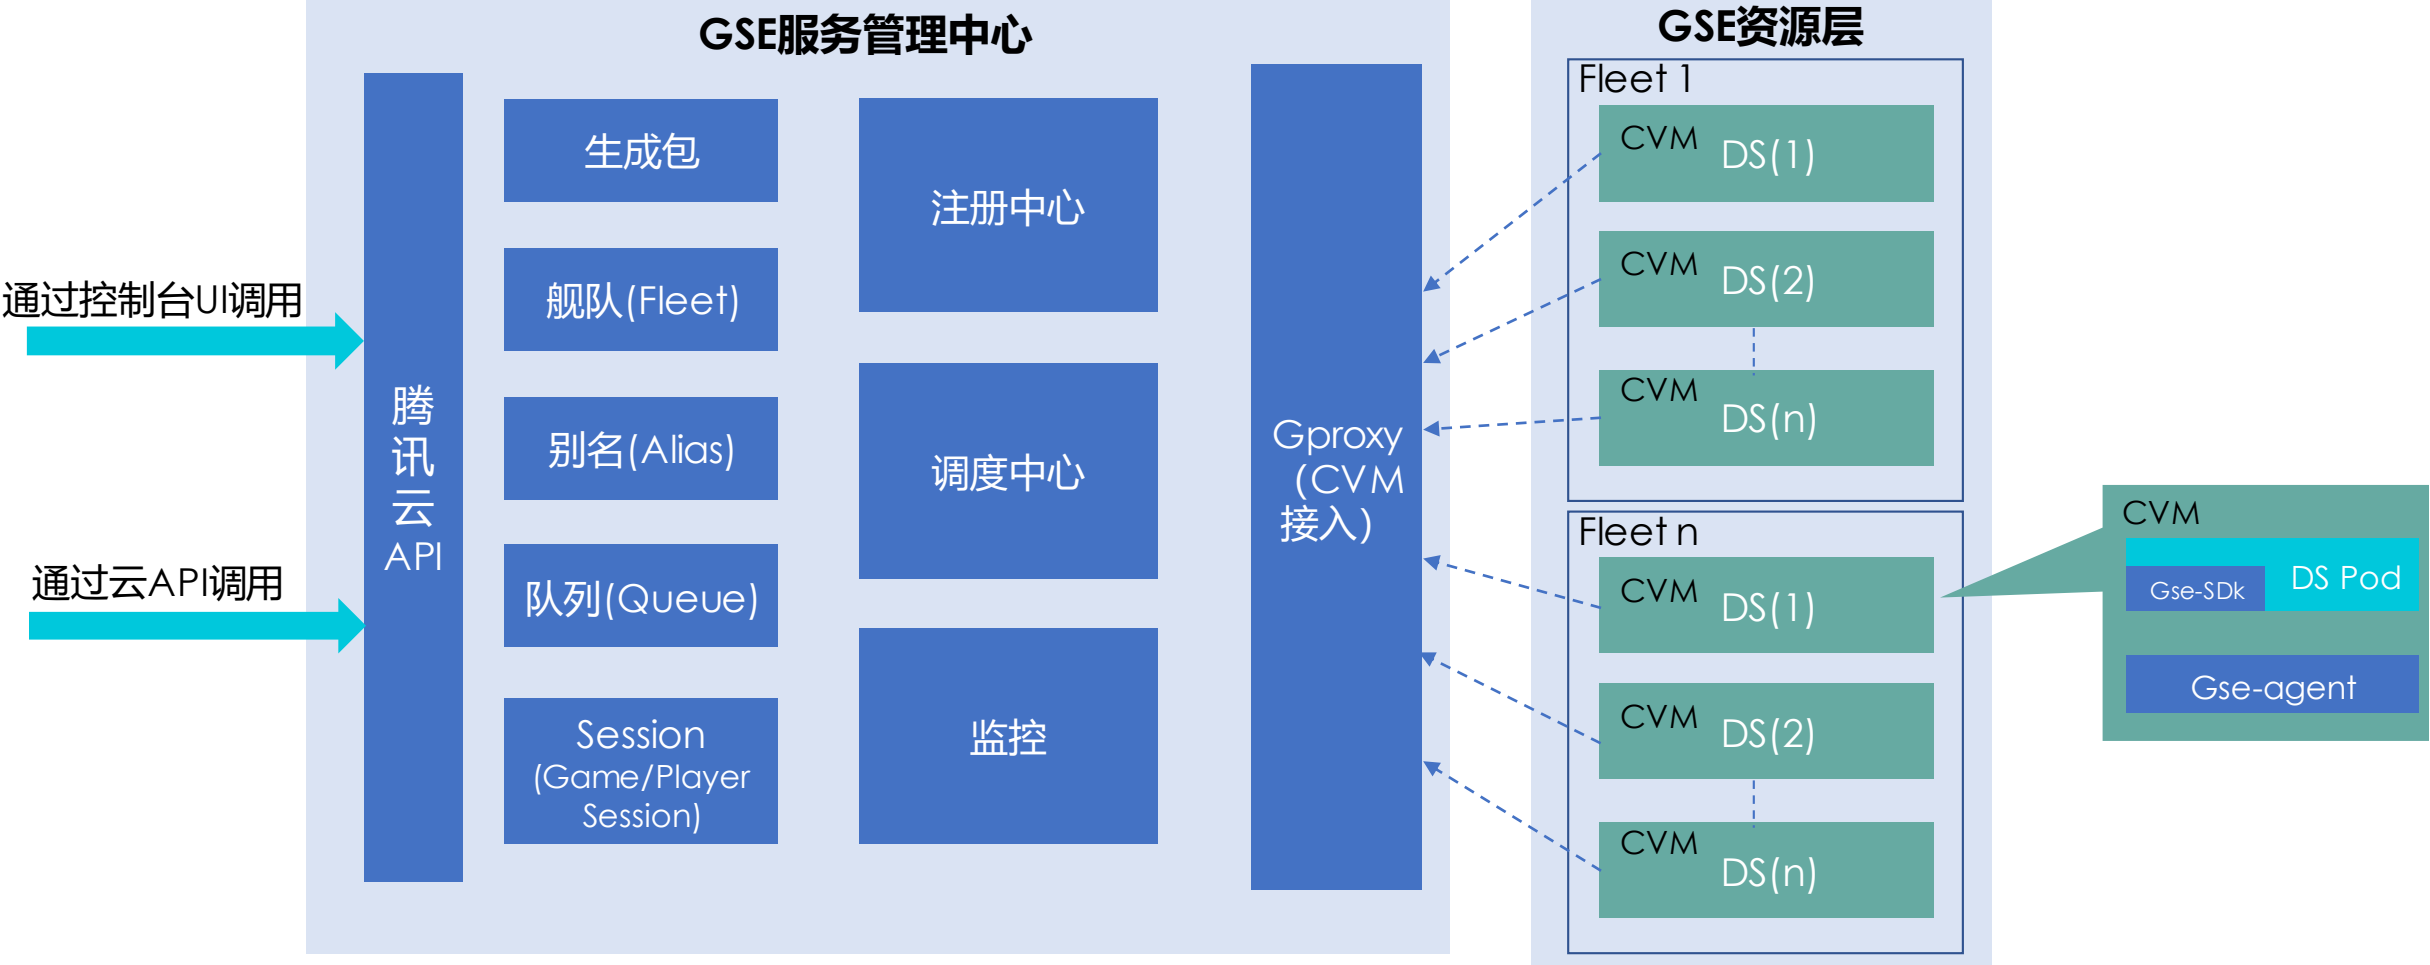 GSE服务管理中心
GSE资源层
通过控制台UI调用
通过云API调用
腾
讯
云
API
生成包
舰队(Fleet)
别名(Alias)
队列(Queue)
Session
(Game/Player
Session)
注册中心
调度中心
监控
Gproxy
（CVM
接入）
Fleet 1
CVM
DS(1)
CVM
DS(2)
CVM
DS(n)
Fleet n
CVM
DS(1)
CVM
DS(2)
CVM
DS(n)
CVM
DS Pod
Gse-SDk
Gse-agent